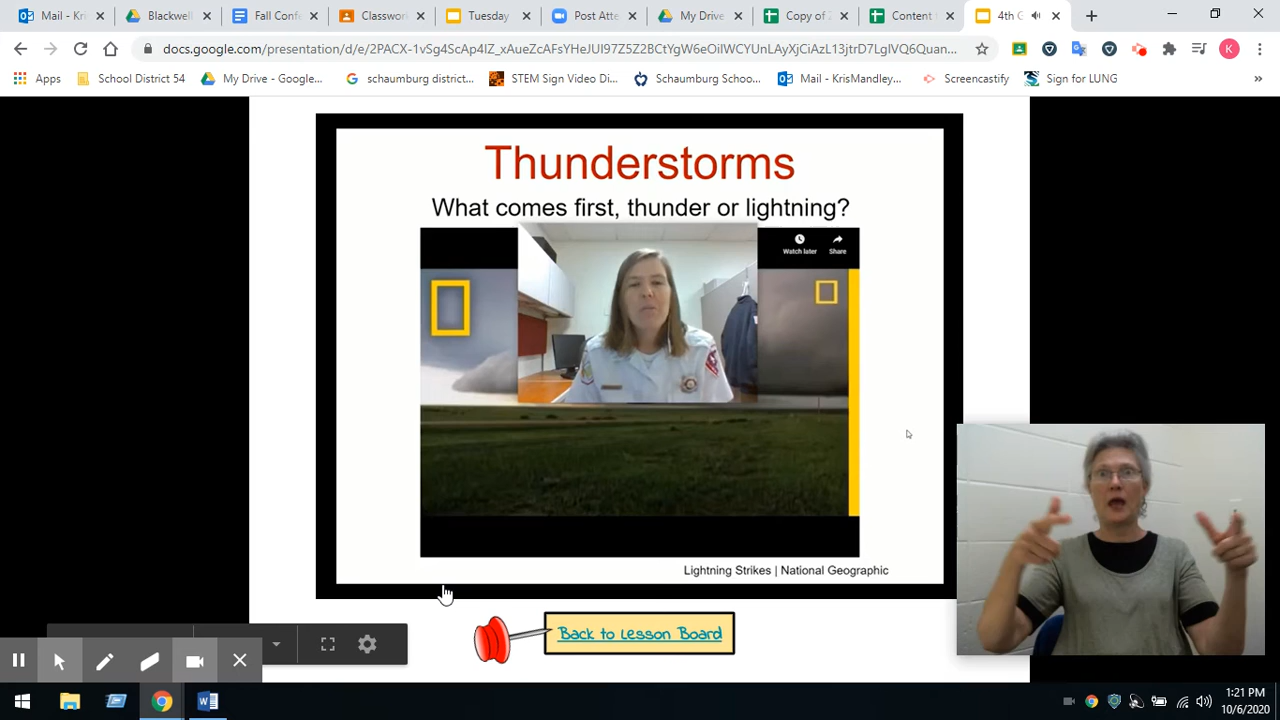 Mail - Kri
Blackwell
Fall Conf
Classwor
Tuesday
Post Atte
My Drive
Copy of 2
Content
4th G
docs.google.com/presentation/d/e/2PACX-1vSg4ScAp4IZ_xAueZcAFsYHeJUI97Z5Z2BCtYgW6eOiIWCYUnLAyXjCiAzL13jtrD7LgIVQ6Quan...
K
Apps
School District 54
My Drive - Google...
schaumburg district...
STEM Sign Video Di...
Schaumburg Schoo...
Mail - KrisMandley...
Screencastify
Sign for LUNG
»
Thunderstorms
What comes first, thunder or lightning?
Watch later
Share
Lightning Strikes | National Geographic
Back to Lesson Board
1:21 PM
10/6/2020